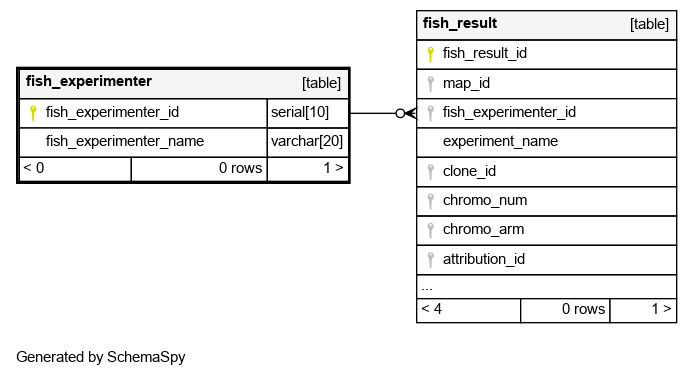 fish_experimenter [table]
fish_experimenter_id serial[10]
fish_experimenter_name varchar[20]
< 0 0 rows 1 >
fish_result [table]
fish_result_id
map_id
fish_experimenter_id
experiment_name
clone_id
chromo_num
chromo_arm
attribution_id
...
< 4 0 rows 1 >
Generated by SchemaSpy